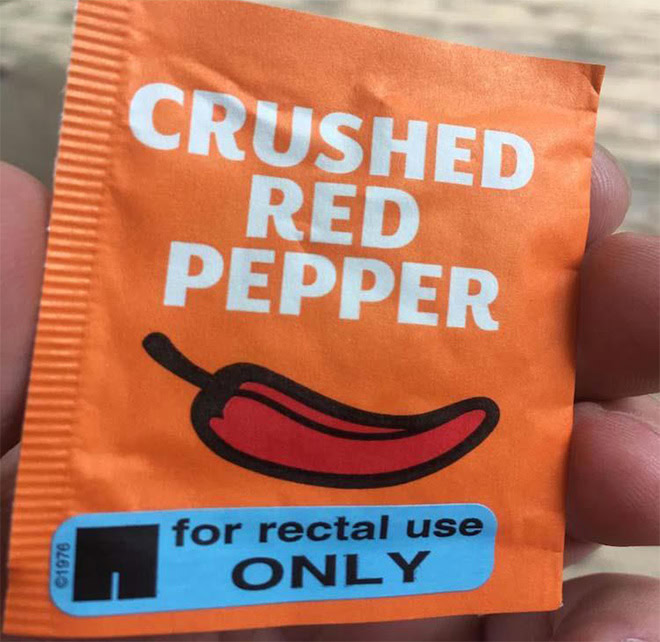 CRUSHED
RED
PEPPER
for rectal use
ONLY
©1976